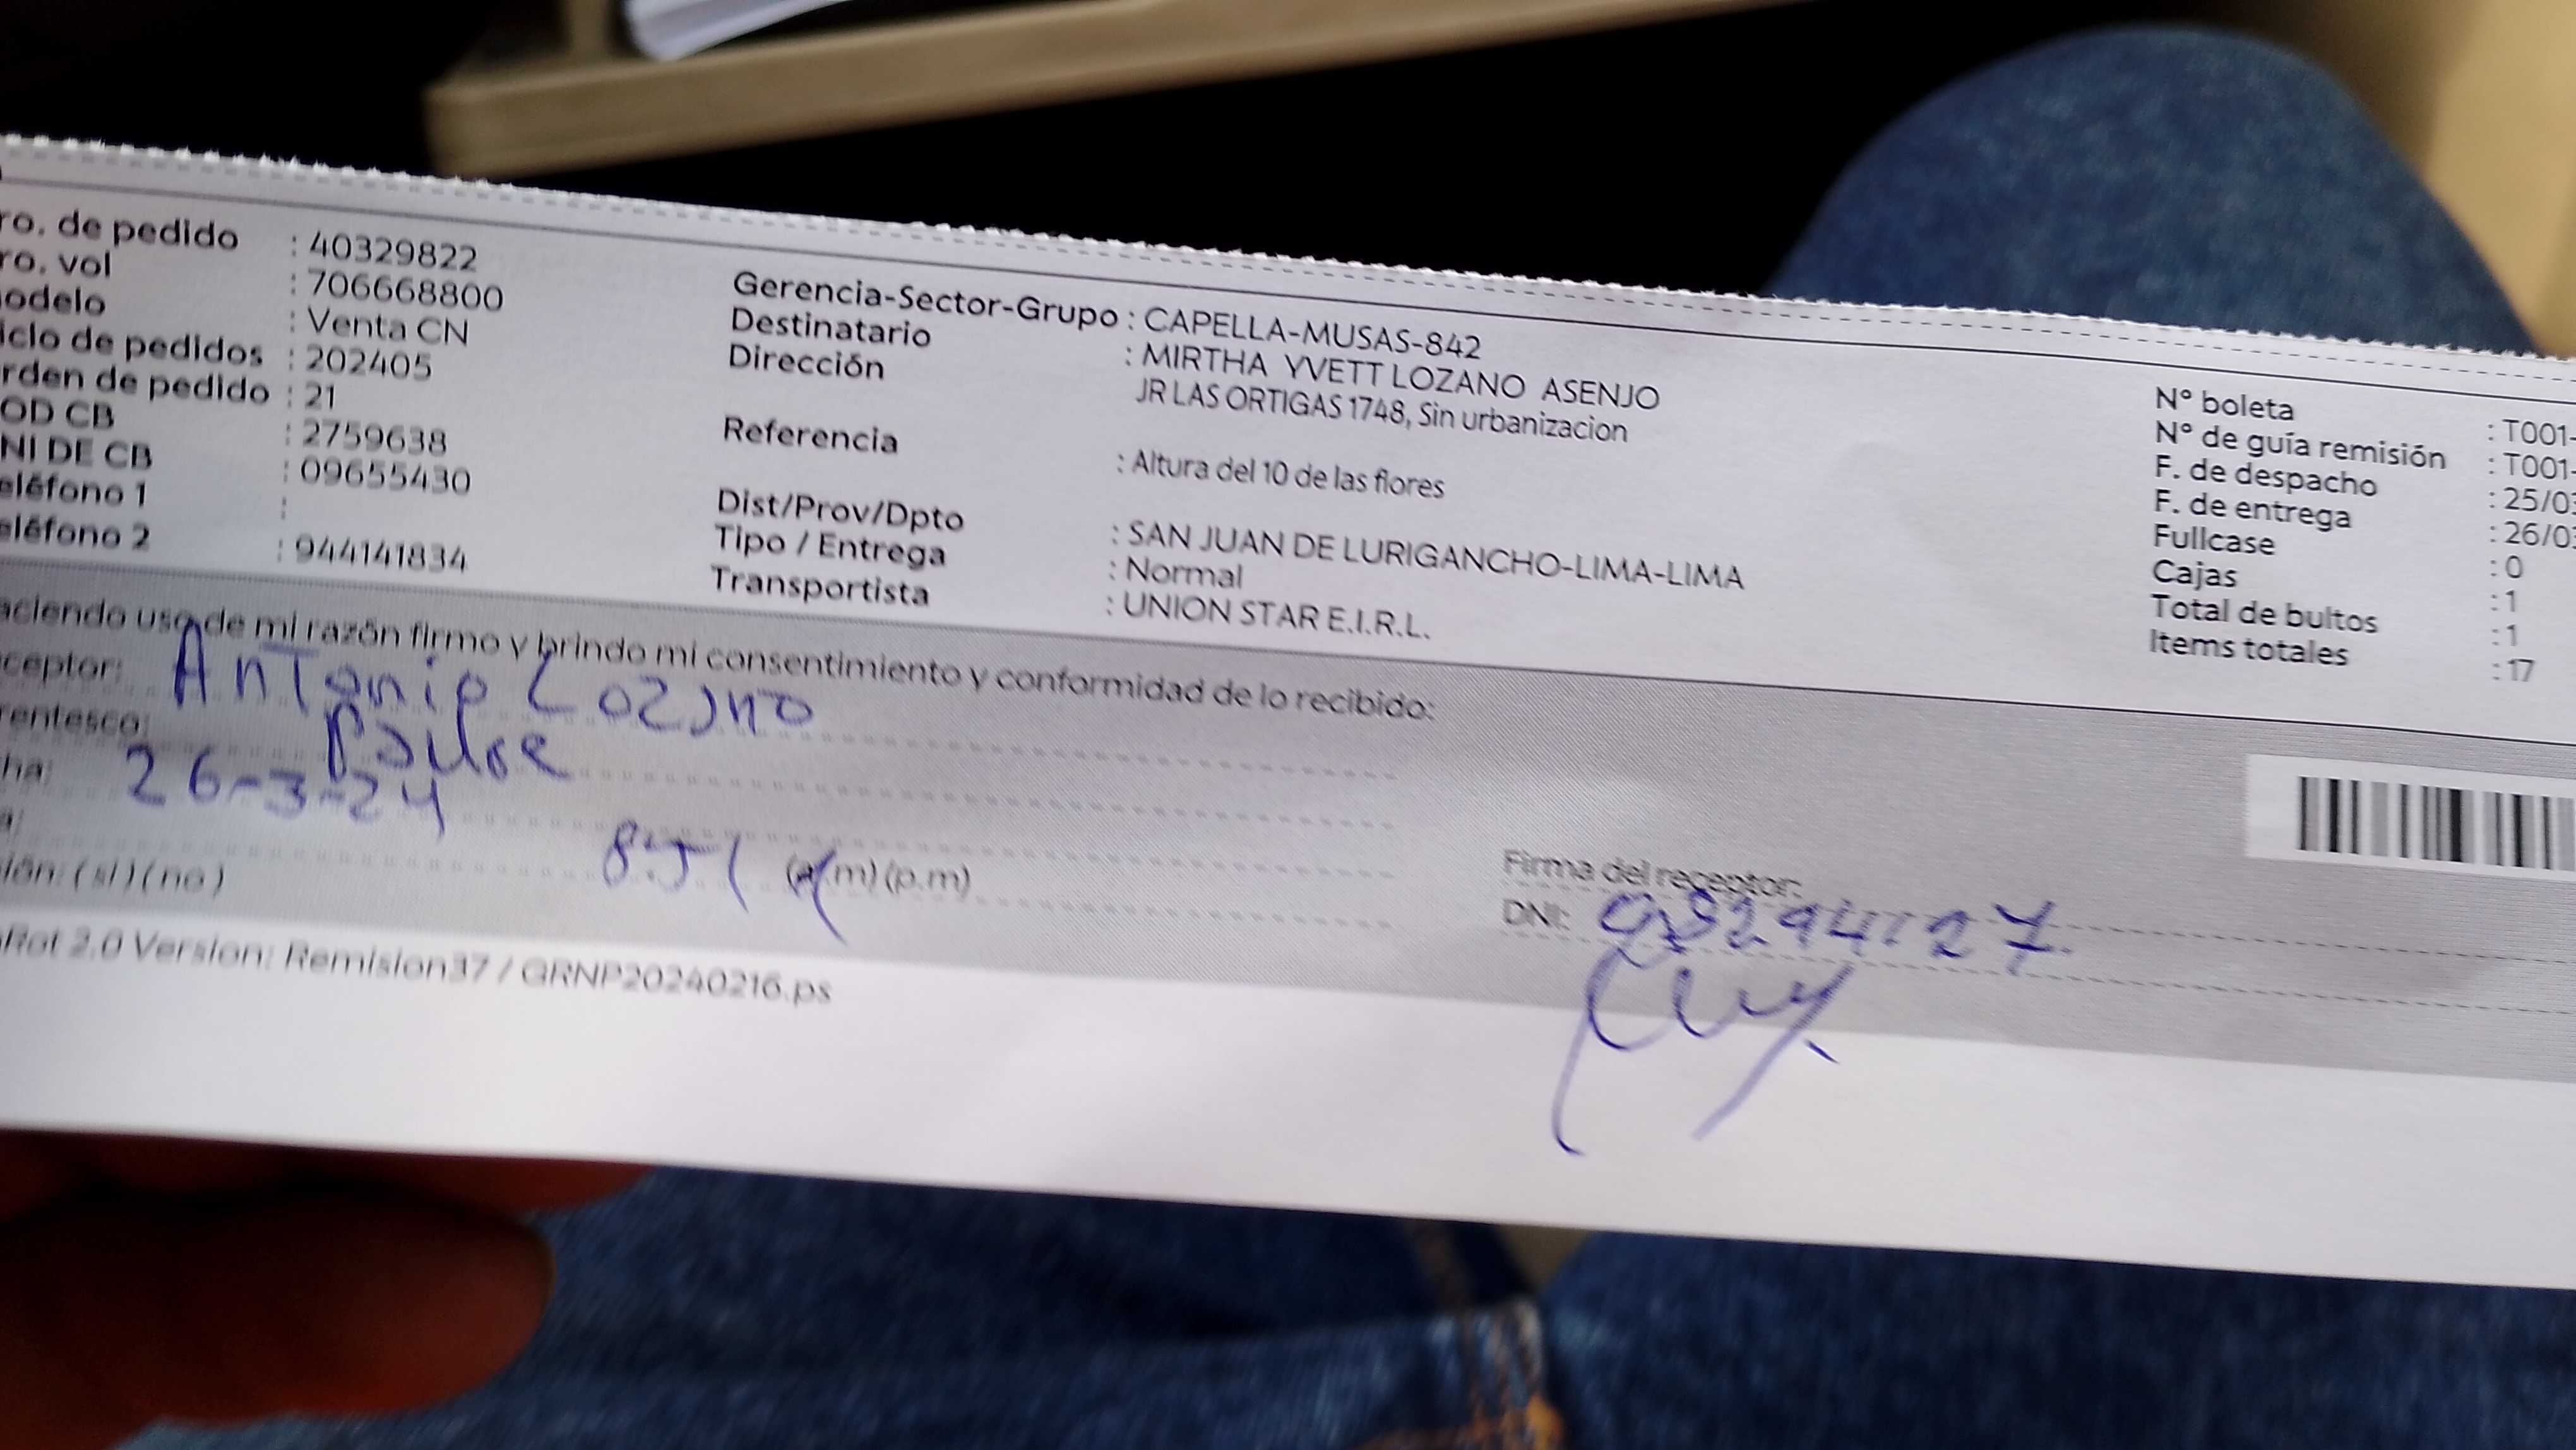 ro. de pedido : 40329822
ro. vol : 706668800
odelo : Venta CN
iclo de pedidos : 202405
rden de pedido : 21
OD CB : 2759638
NI DE CB : 09655430
eléfono 1 :
eléfono 2 : 944141834
Gerencia-Sector-Grupo : CAPELLA-MUSAS-842
Destinatario : MIRTHA YVETT LOZANO ASENJO
Dirección JR LAS ORTIGAS 1748, Sin urbanizacion
Referencia : Altura del 10 de las flores
Dist/Prov/Dpto : SAN JUAN DE LURIGANCHO-LIMA-LIMA
Tipo / Entrega : Normal
Transportista : UNION STAR E.I.R.L.
N° boleta : T001-
N° de guía remisión : T001-
F. de despacho : 25/03
F. de entrega : 26/03
Fullcase : 0
Cajas : 1
Total de bultos : 1
Items totales : 17
aciendo uso de mi razón firmo y brindo mi consentimiento y conformidad de lo recibido:
ceptor: Antonio Lozano
rentesco: Padre
ha: 26-3-24
a: (a.m) (p.m)
ión: ( si ) ( no )
Firma del receptor:
DNI:
Rot 2.0 Version: Remision37 / GRNP20240216.ps